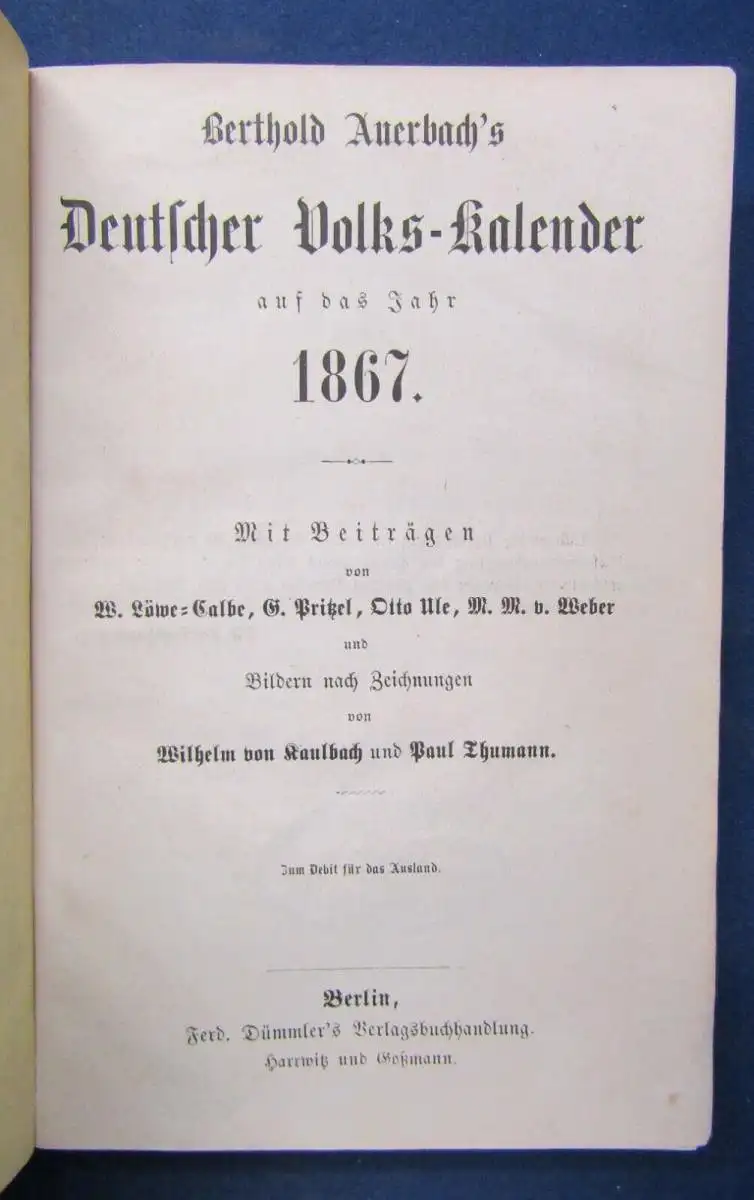 Berthold Auerbach's
Deutſcher Volks-Kalender
auf das Jahr
1867.
Mit Beiträgen
von
W. Löwe=Calbe, G. Pritzel, Otto Ule, M. M. v. Weber
und
Bildern nach Zeichnungen
von
Wilhelm von Kaulbach und Paul Thumann.
Zum Debit für das Ausland.
Berlin,
Ferd. Dümmler's Verlagsbuchhandlung.
Harrwitz und Goßmann.